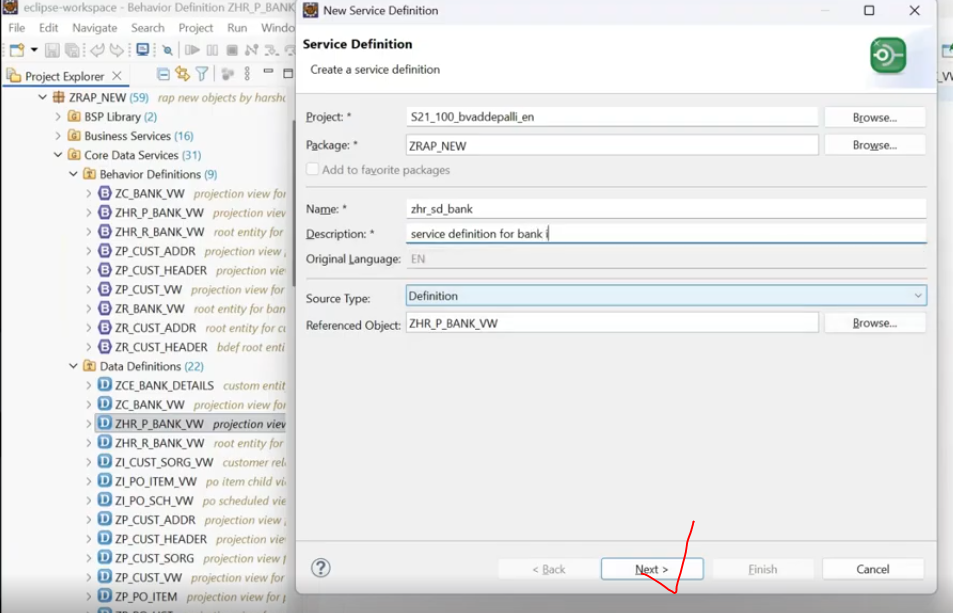 eclipse-workspace - Behavior Definition ZHR_P_BANK
File Edit Navigate Search Project Run Window
Project Explorer
ZRAP_NEW (59) rap new objects by harsh
BSP Library (2)
Business Services (16)
Core Data Services (31)
Behavior Definitions (9)
ZC_BANK_VW projection view for
ZHR_P_BANK_VW projection view
ZHR_R_BANK_VW root entity for
ZP_CUST_ADDR projection view
ZP_CUST_HEADER projection vie
ZP_CUST_VW projection view for
ZR_BANK_VW root entity for ban
ZR_CUST_ADDR root entity for cu
ZR_CUST_HEADER bdef root enti
Data Definitions (22)
ZCE_BANK_DETAILS custom entit
ZC_BANK_VW projection view for
ZHR_P_BANK_VW projection view
ZHR_R_BANK_VW root entity for
ZI_CUST_SORG_VW customer rel
ZI_PO_ITEM_VW po item child vi
ZI_PO_SCH_VW po scheduled vie
ZP_CUST_ADDR projection view
ZP_CUST_HEADER projection vie
ZP_CUST_SORG projection view f
ZP_CUST_VW projection view for
ZP_PO_ITEM projection view for
New Service Definition
Service Definition
Create a service definition
Project: * S21_100_bvaddepalli_en Browse...
Package: * ZRAP_NEW Browse...
Add to favorite packages
Name: * zhr_sd_bank
Description: * service definition for bank i
Original Language: EN
Source Type: Definition
Referenced Object: ZHR_P_BANK_VW Browse...
? < Back Next > Finish Cancel